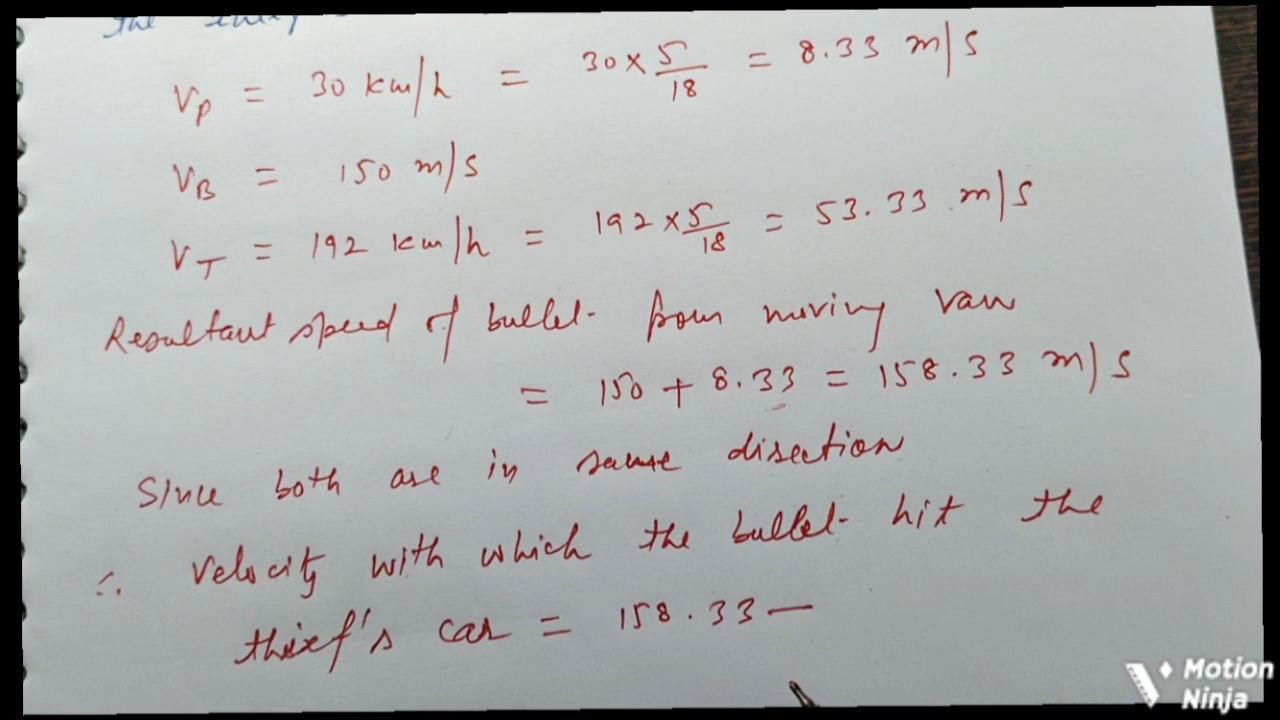 the
Vp = 30 km/h = 30 × 5/18 = 8.33 m/s
VB = 150 m/s
VT = 192 km/h = 192 × 5/18 = 53.33 m/s
Resultant speed of bullet from moving van
= 150 + 8.33 = 158.33 m/s
Since both are in same direction
∴ velocity with which the bullet hit the
thief's car = 158.33 —
Motion
Ninja